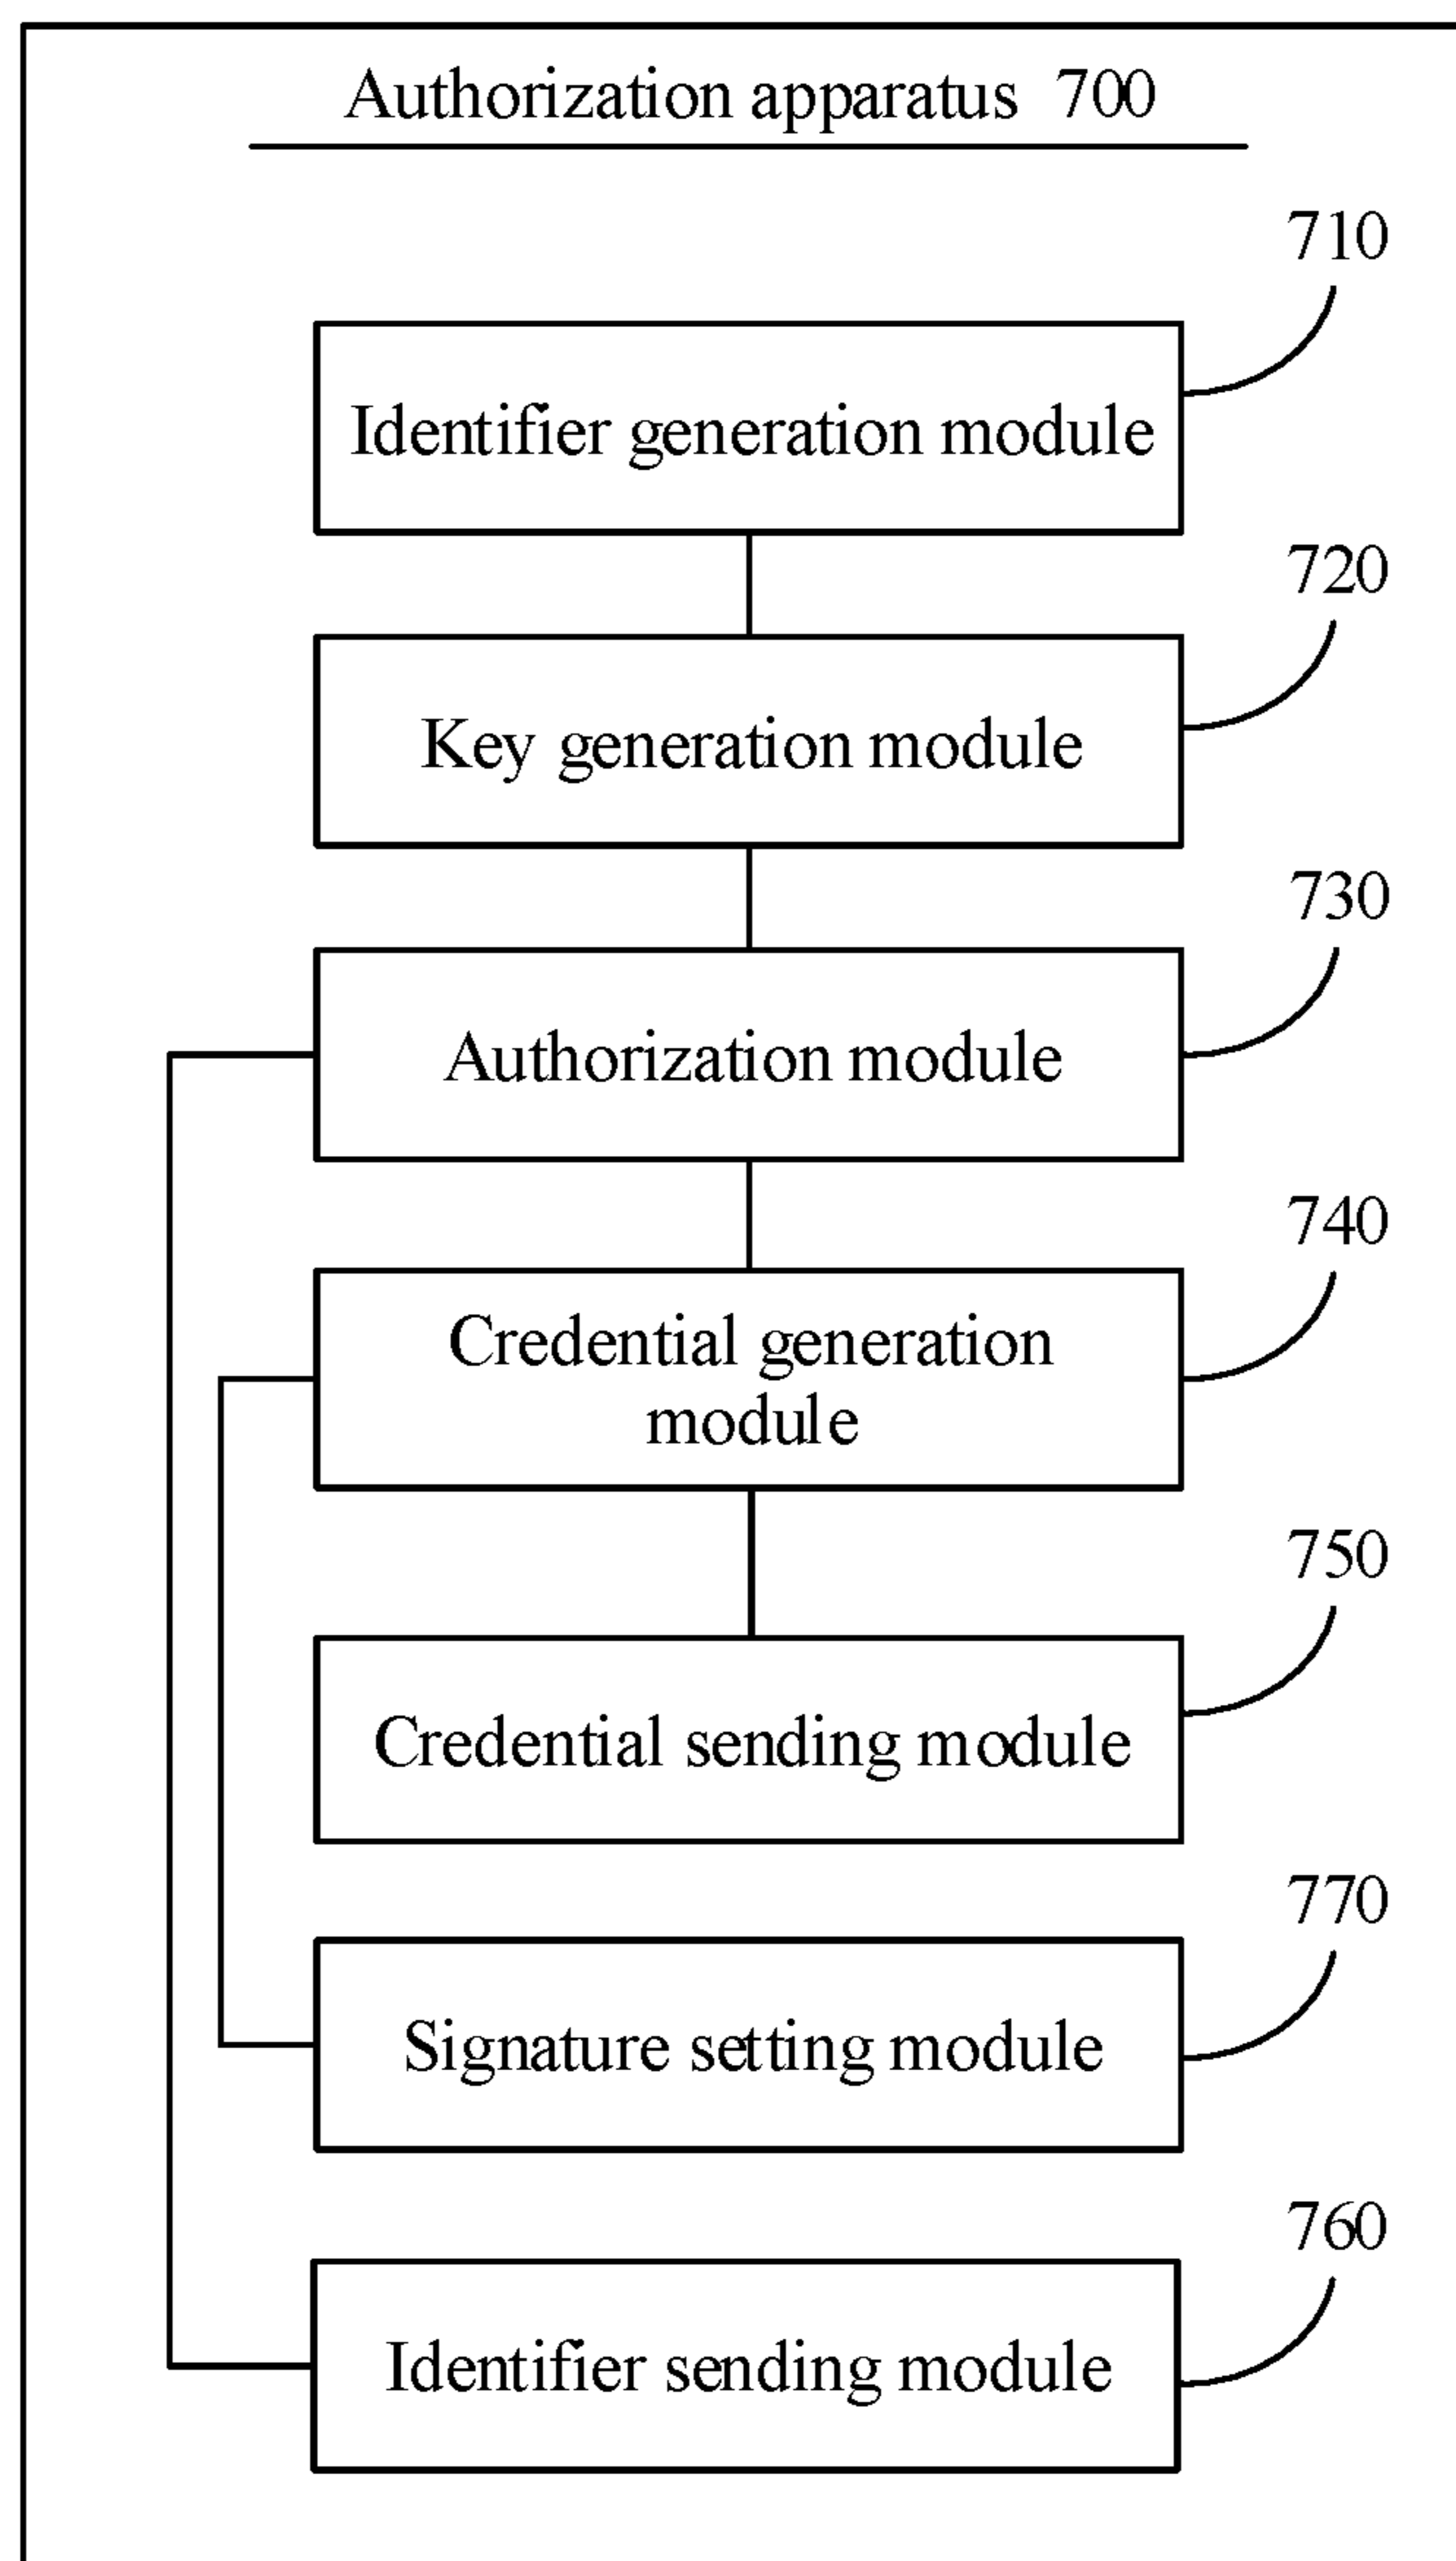 Authorization apparatus 700
710
Identifier generation module
720
Key generation module
730
Authorization module
740
Credential generation
module
750
Credential sending module
770
Signature setting module
760
Identifier sending module